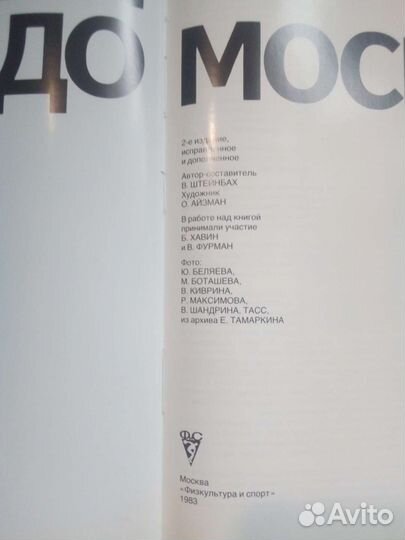 ДО МОС
2-е издание,
исправленное
и дополненное
Автор-составитель
В. ШТЕЙНБАХ
Художник
О. АЙЗМАН
В работе над книгой
принимали участие
Б. ХАВИН
и В. ФУРМАН
Фото:
Ю. БЕЛЯЕВА,
М. БОТАШЕВА,
В. КИВРИНА,
Р. МАКСИМОВА,
В. ШАНДРИНА, ТАСС,
из архива Е. ТАМАРКИНА
ФиС
Москва
«Физкультура и спорт»
1983
Avito